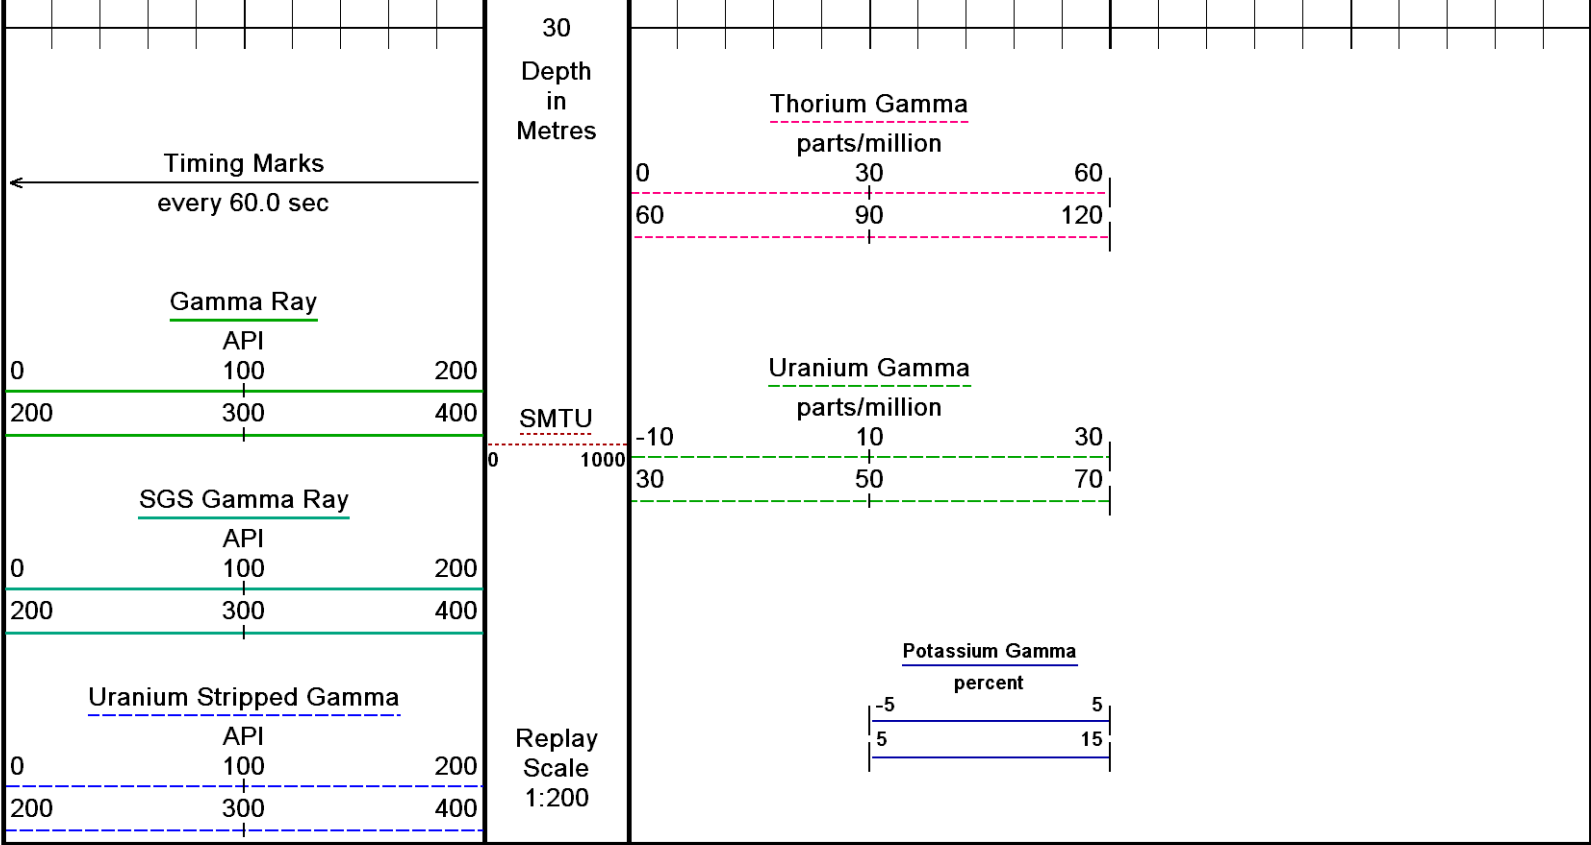 30
Depth
in
Metres
Timing Marks
every 60.0 sec
Gamma Ray
API
0 100 200
200 300 400
SGS Gamma Ray
API
0 100 200
200 300 400
Uranium Stripped Gamma
API
0 100 200
200 300 400
SMTU
0 1000
Replay
Scale
1:200
Thorium Gamma
parts/million
0 30 60
60 90 120
Uranium Gamma
parts/million
-10 10 30
30 50 70
Potassium Gamma
percent
-5 5
5 15